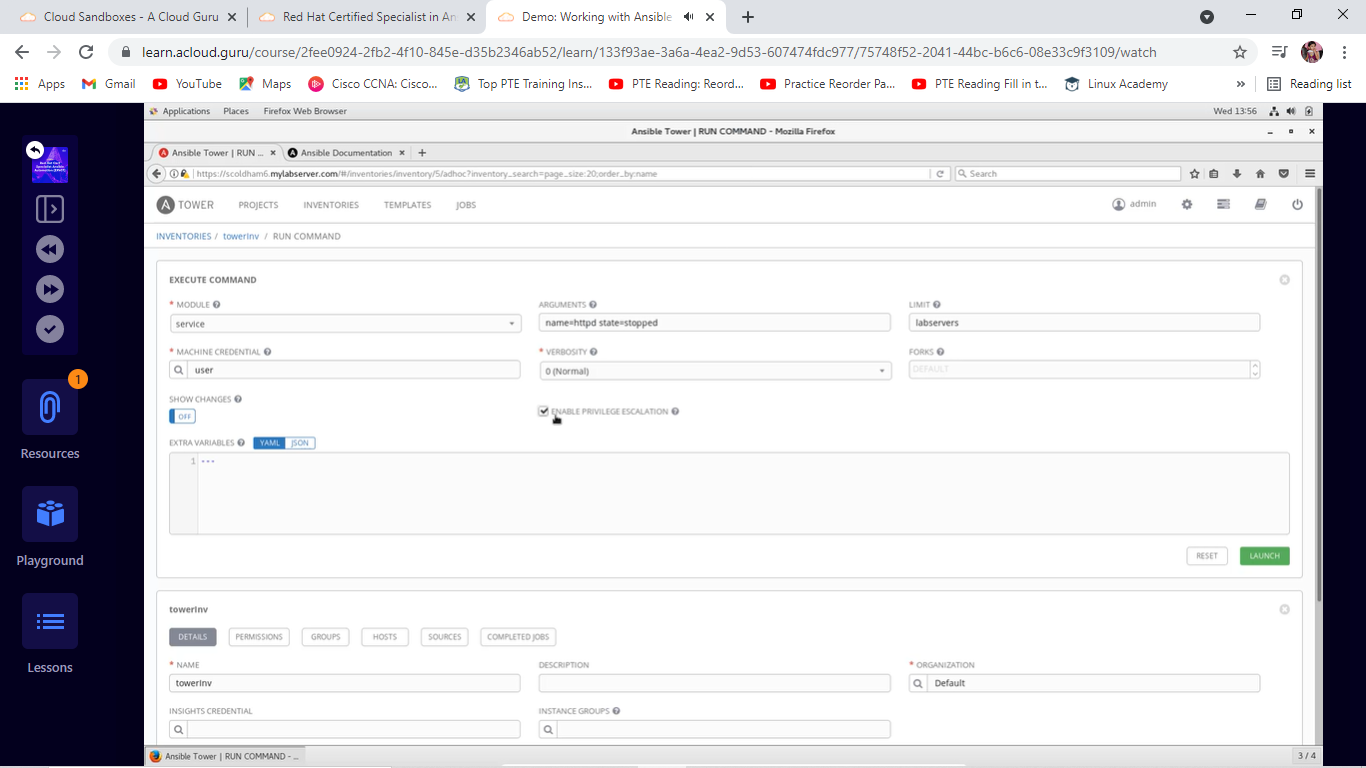 Cloud Sandboxes - A Cloud Guru
Red Hat Certified Specialist in An
Demo: Working with Ansible
learn.acloud.guru/course/2fee0924-2fb2-4f10-845e-d35b2346ab52/learn/133f93ae-3a6a-4ea2-9d53-607474fdc977/75748f52-2041-44bc-b6c6-08e33c9f3109/watch
Apps Gmail YouTube Maps Cisco CCNA: Cisco... Top PTE Training Ins... PTE Reading: Reord... Practice Reorder Pa... PTE Reading Fill in t... Linux Academy » Reading list
Applications Places Firefox Web Browser Wed 13:56
Ansible Tower | RUN COMMAND - Mozilla Firefox
Ansible Tower | RUN ... Ansible Documentation
https://scoldham6.mylabserver.com/#/inventories/inventory/5/adhoc?inventory_search=page_size:20;order_by:name Search
A TOWER PROJECTS INVENTORIES TEMPLATES JOBS admin
INVENTORIES / towerInv / RUN COMMAND
EXECUTE COMMAND
* MODULE ARGUMENTS LIMIT
service name=httpd state=stopped labservers
* MACHINE CREDENTIAL * VERBOSITY FORKS
user 0 (Normal) DEFAULT
SHOW CHANGES
OFF ENABLE PRIVILEGE ESCALATION
EXTRA VARIABLES YAML JSON
1 ---
RESET LAUNCH
towerInv
DETAILS PERMISSIONS GROUPS HOSTS SOURCES COMPLETED JOBS
* NAME DESCRIPTION * ORGANIZATION
towerInv Default
INSIGHTS CREDENTIAL INSTANCE GROUPS
Ansible Tower | RUN COMMAND - ... 3 / 4
1
Resources
Playground
Lessons